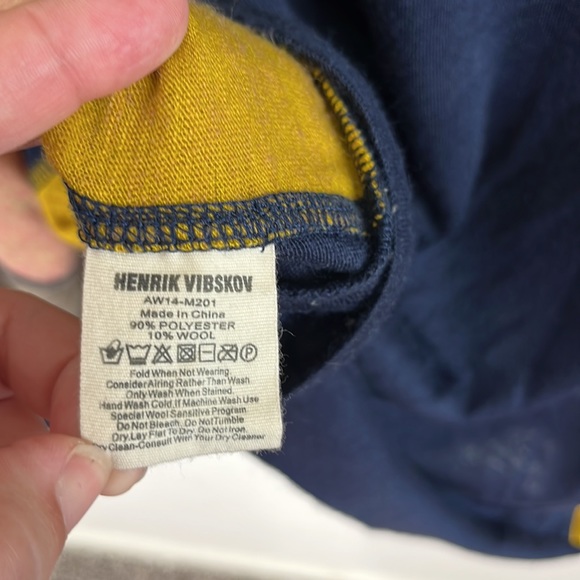 HENRIK VIBSKOV
AW14-M201
Made In China
90% POLYESTER
10% WOOL
Fold When Not Wearing.
Consider Airing Rather Than Wash.
Only Wash When Stained.
Hand Wash Cold.If Machine Wash Use
Special Wool Sensitive Program
Do Not Bleach. Do Not Tumble
Dry.Lay Flat To Dry. Do Not Iron.
Dry Clean-Consult With Your Dry Cleaner